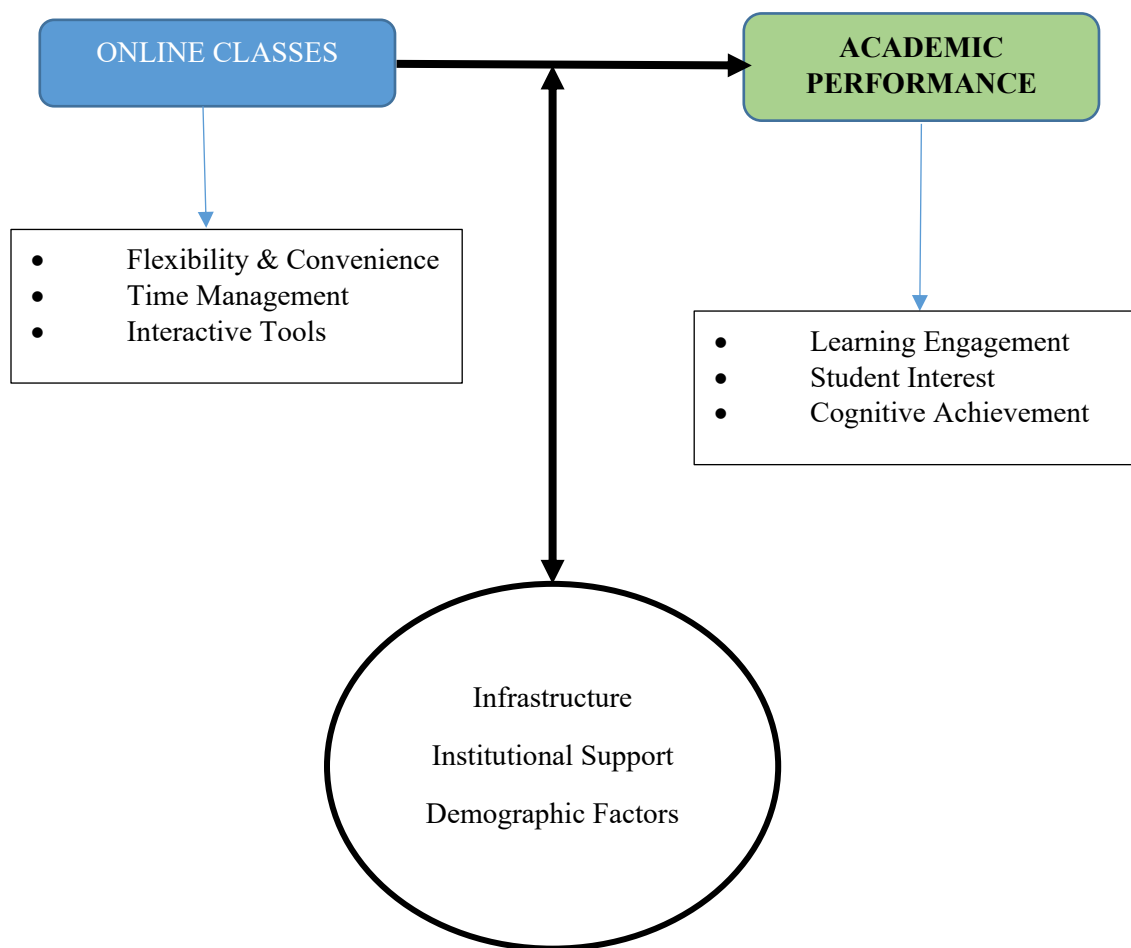 ONLINE CLASSES
ACADEMIC
PERFORMANCE
• Flexibility & Convenience
• Time Management
• Interactive Tools
• Learning Engagement
• Student Interest
• Cognitive Achievement
Infrastructure
Institutional Support
Demographic Factors